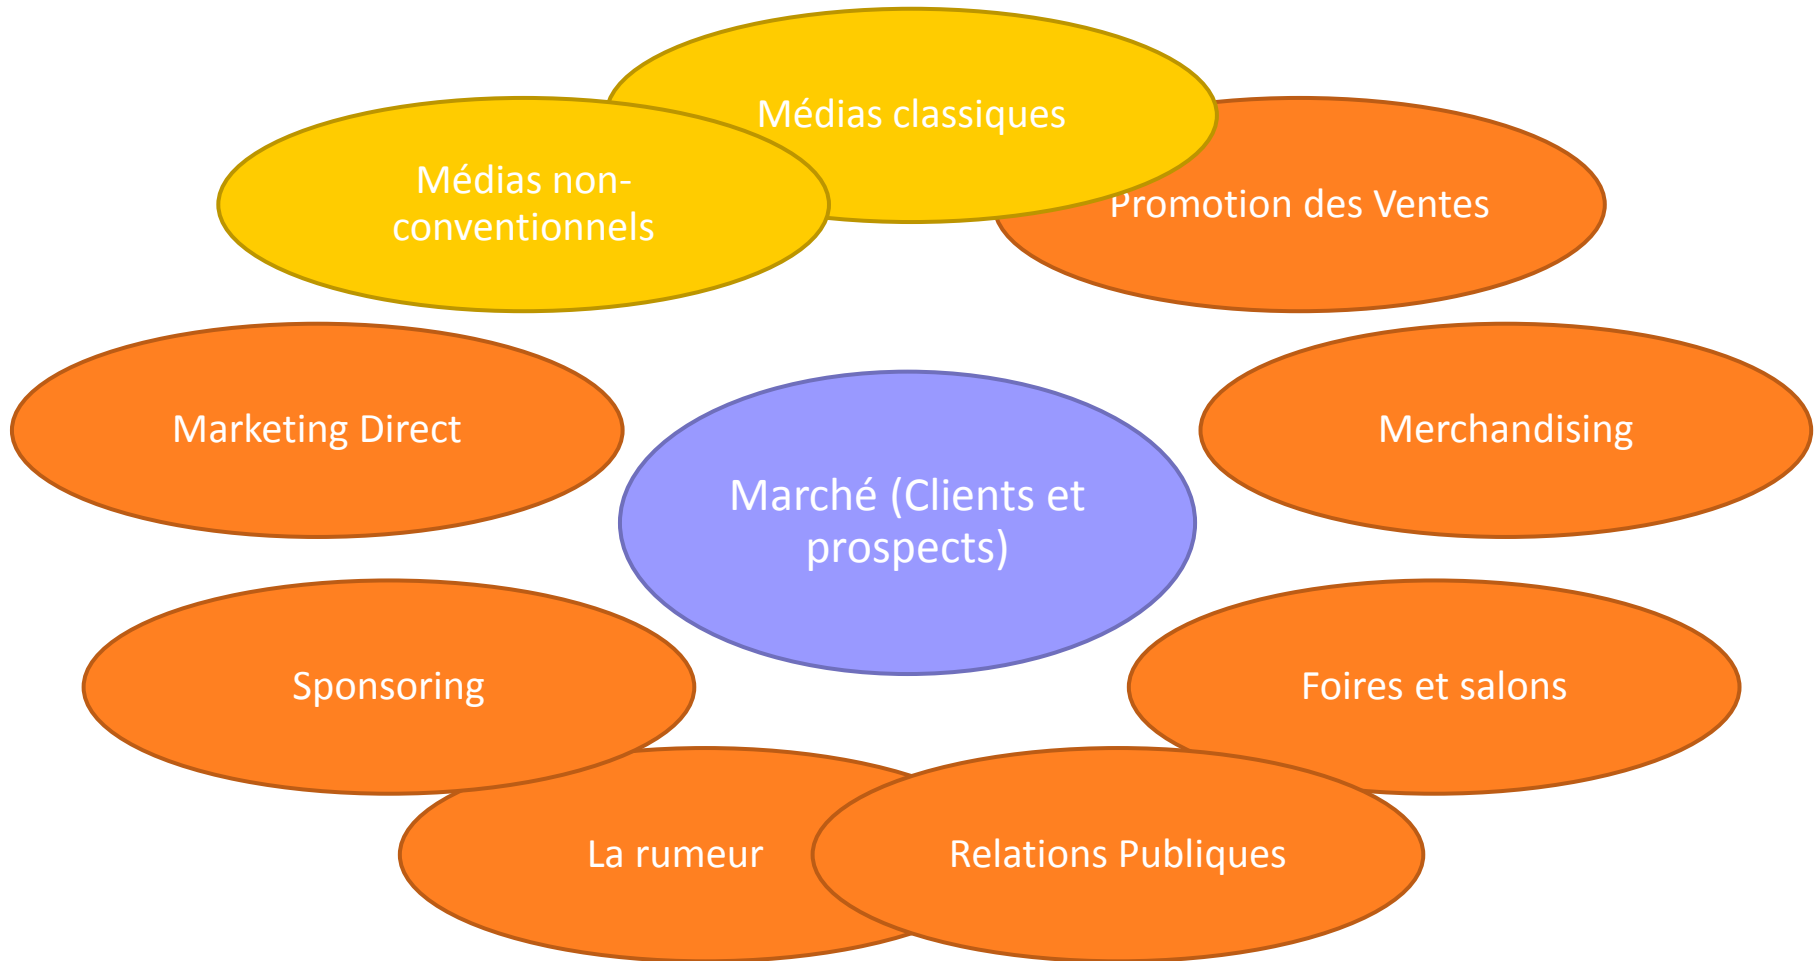 Médias classiques
Médias non-
conventionnels
Promotion des Ventes
Marketing Direct
Merchandising
Marché (Clients et
prospects)
Sponsoring
Foires et salons
La rumeur
Relations Publiques